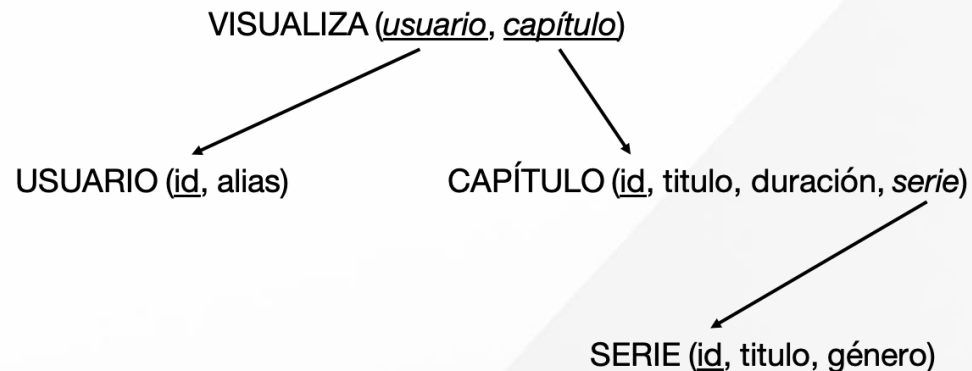 VISUALIZA (usuario, capítulo)
USUARIO (id, alias)
CAPÍTULO (id, titulo, duración, serie)
SERIE (id, titulo, género)